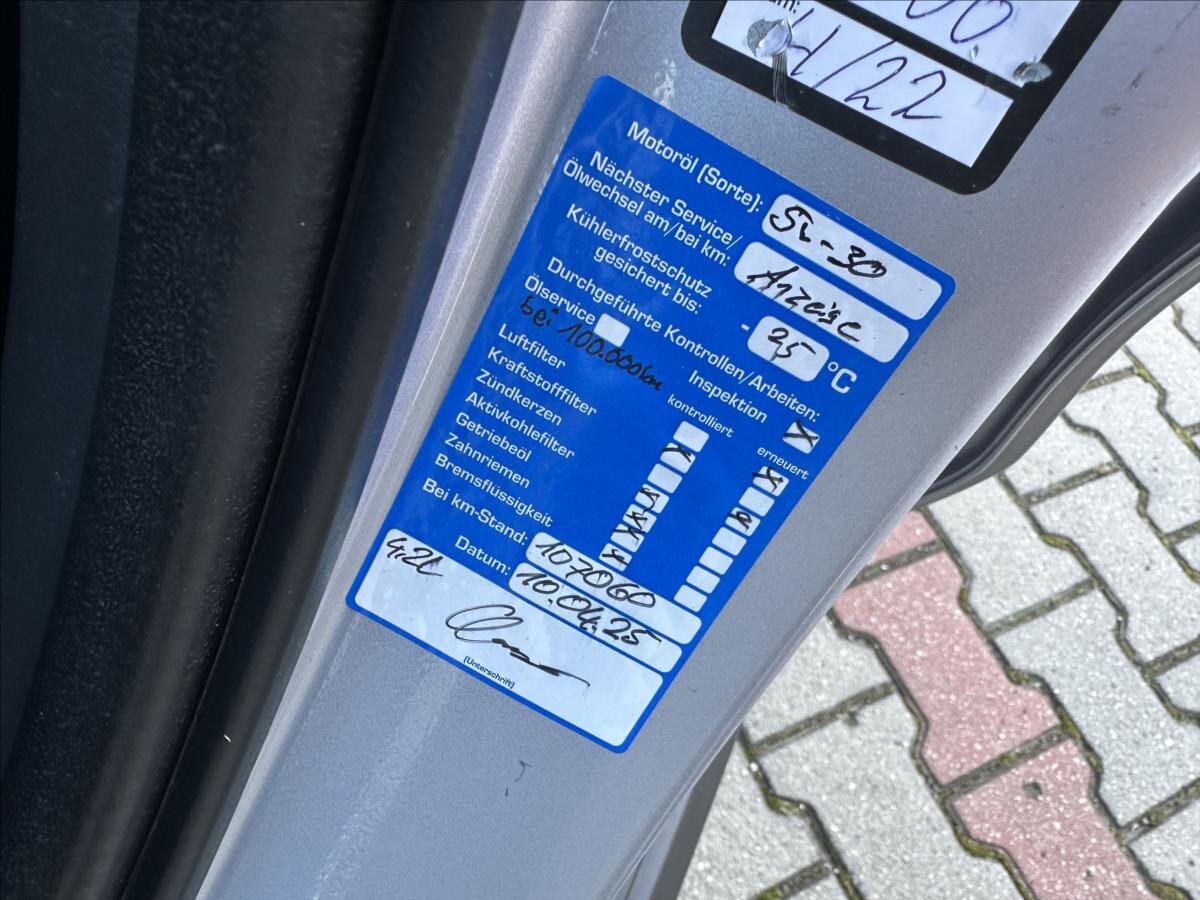 /22
Motoröl (Sorte): 5W-30
Nächster Service/
Ölwechsel am/bei km: Anzeige
Kühlerfrostschutz
gesichert bis: - 25 °C
Durchgeführte Kontrollen/Arbeiten:
Ölservice Inspektion X
bei 100.000km
kontrolliert erneuert
Luftfilter
Kraftstofffilter
Zündkerzen
Aktivkohlefilter
Getriebeöl
Zahnriemen
Bremsflüssigkeit
Bei km-Stand: 107060
Datum: 10.04.25
4,2L
(Unterschrift)